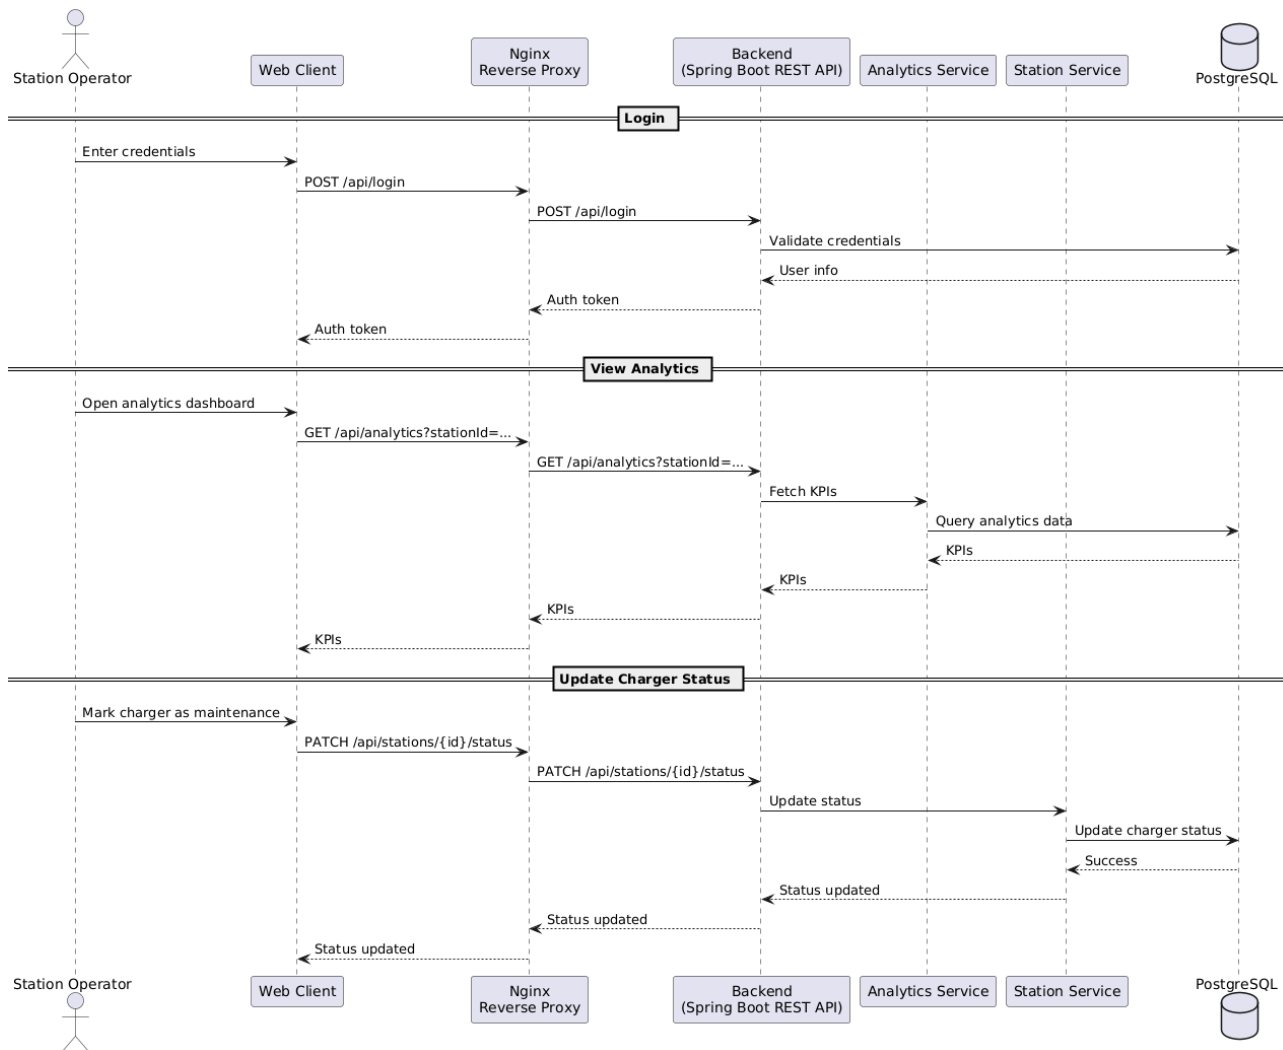 Station Operator
Web Client
Nginx
Reverse Proxy
Backend
(Spring Boot REST API)
Analytics Service
Station Service
PostgreSQL
Login
Enter credentials
POST /api/login
POST /api/login
Validate credentials
User info
Auth token
Auth token
View Analytics
Open analytics dashboard
GET /api/analytics?stationId=...
GET /api/analytics?stationId=...
Fetch KPIs
Query analytics data
KPIs
KPIs
KPIs
KPIs
Update Charger Status
Mark charger as maintenance
PATCH /api/stations/{id}/status
PATCH /api/stations/{id}/status
Update status
Update charger status
Success
Status updated
Status updated
Status updated
Station Operator
Web Client
Nginx
Reverse Proxy
Backend
(Spring Boot REST API)
Analytics Service
Station Service
PostgreSQL